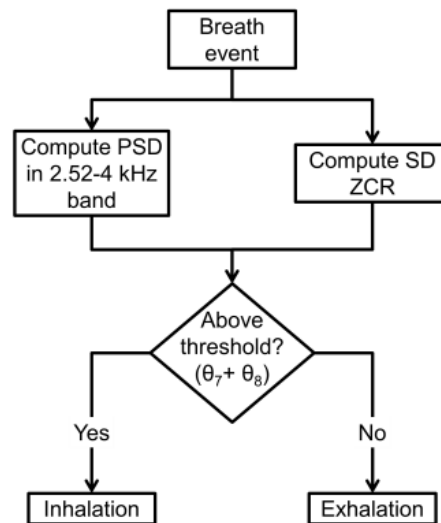 Breath
event
Compute PSD
in 2.52-4 kHz
band
Compute SD
ZCR
Above
threshold?
(θ₇+ θ₈)
Yes
No
Inhalation
Exhalation